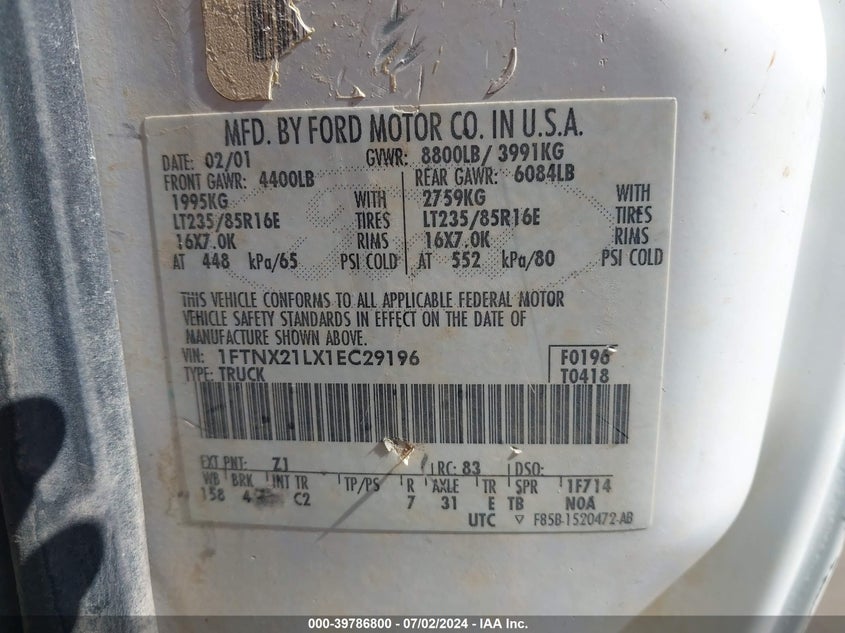 MFD. BY FORD MOTOR CO. IN U.S.A.
DATE: 02/01 GVWR: 8800LB/ 3991KG
FRONT GAWR: 4400LB REAR GAWR: 6084LB
1995KG WITH 2759KG WITH
LT235/85R16E TIRES LT235/85R16E TIRES
16X7.0K RIMS 16X7.0K RIMS
AT 448 kPa/65 PSI COLD AT 552 kPa/80 PSI COLD
THIS VEHICLE CONFORMS TO ALL APPLICABLE FEDERAL MOTOR
VEHICLE SAFETY STANDARDS IN EFFECT ON THE DATE OF
MANUFACTURE SHOWN ABOVE.
VIN: 1FTNX21LX1EC29196 F0196
TYPE: TRUCK T0418
EXT PNT: Z1 RC: 83 DSO:
WB BRK INT TR TP/PS R AXLE TR SPR 1F714
158 4 C2 7 31 E TB N0A
UTC ▽ F85B-1520472-AB
000-39786800 - 07/02/2024 - IAA Inc.